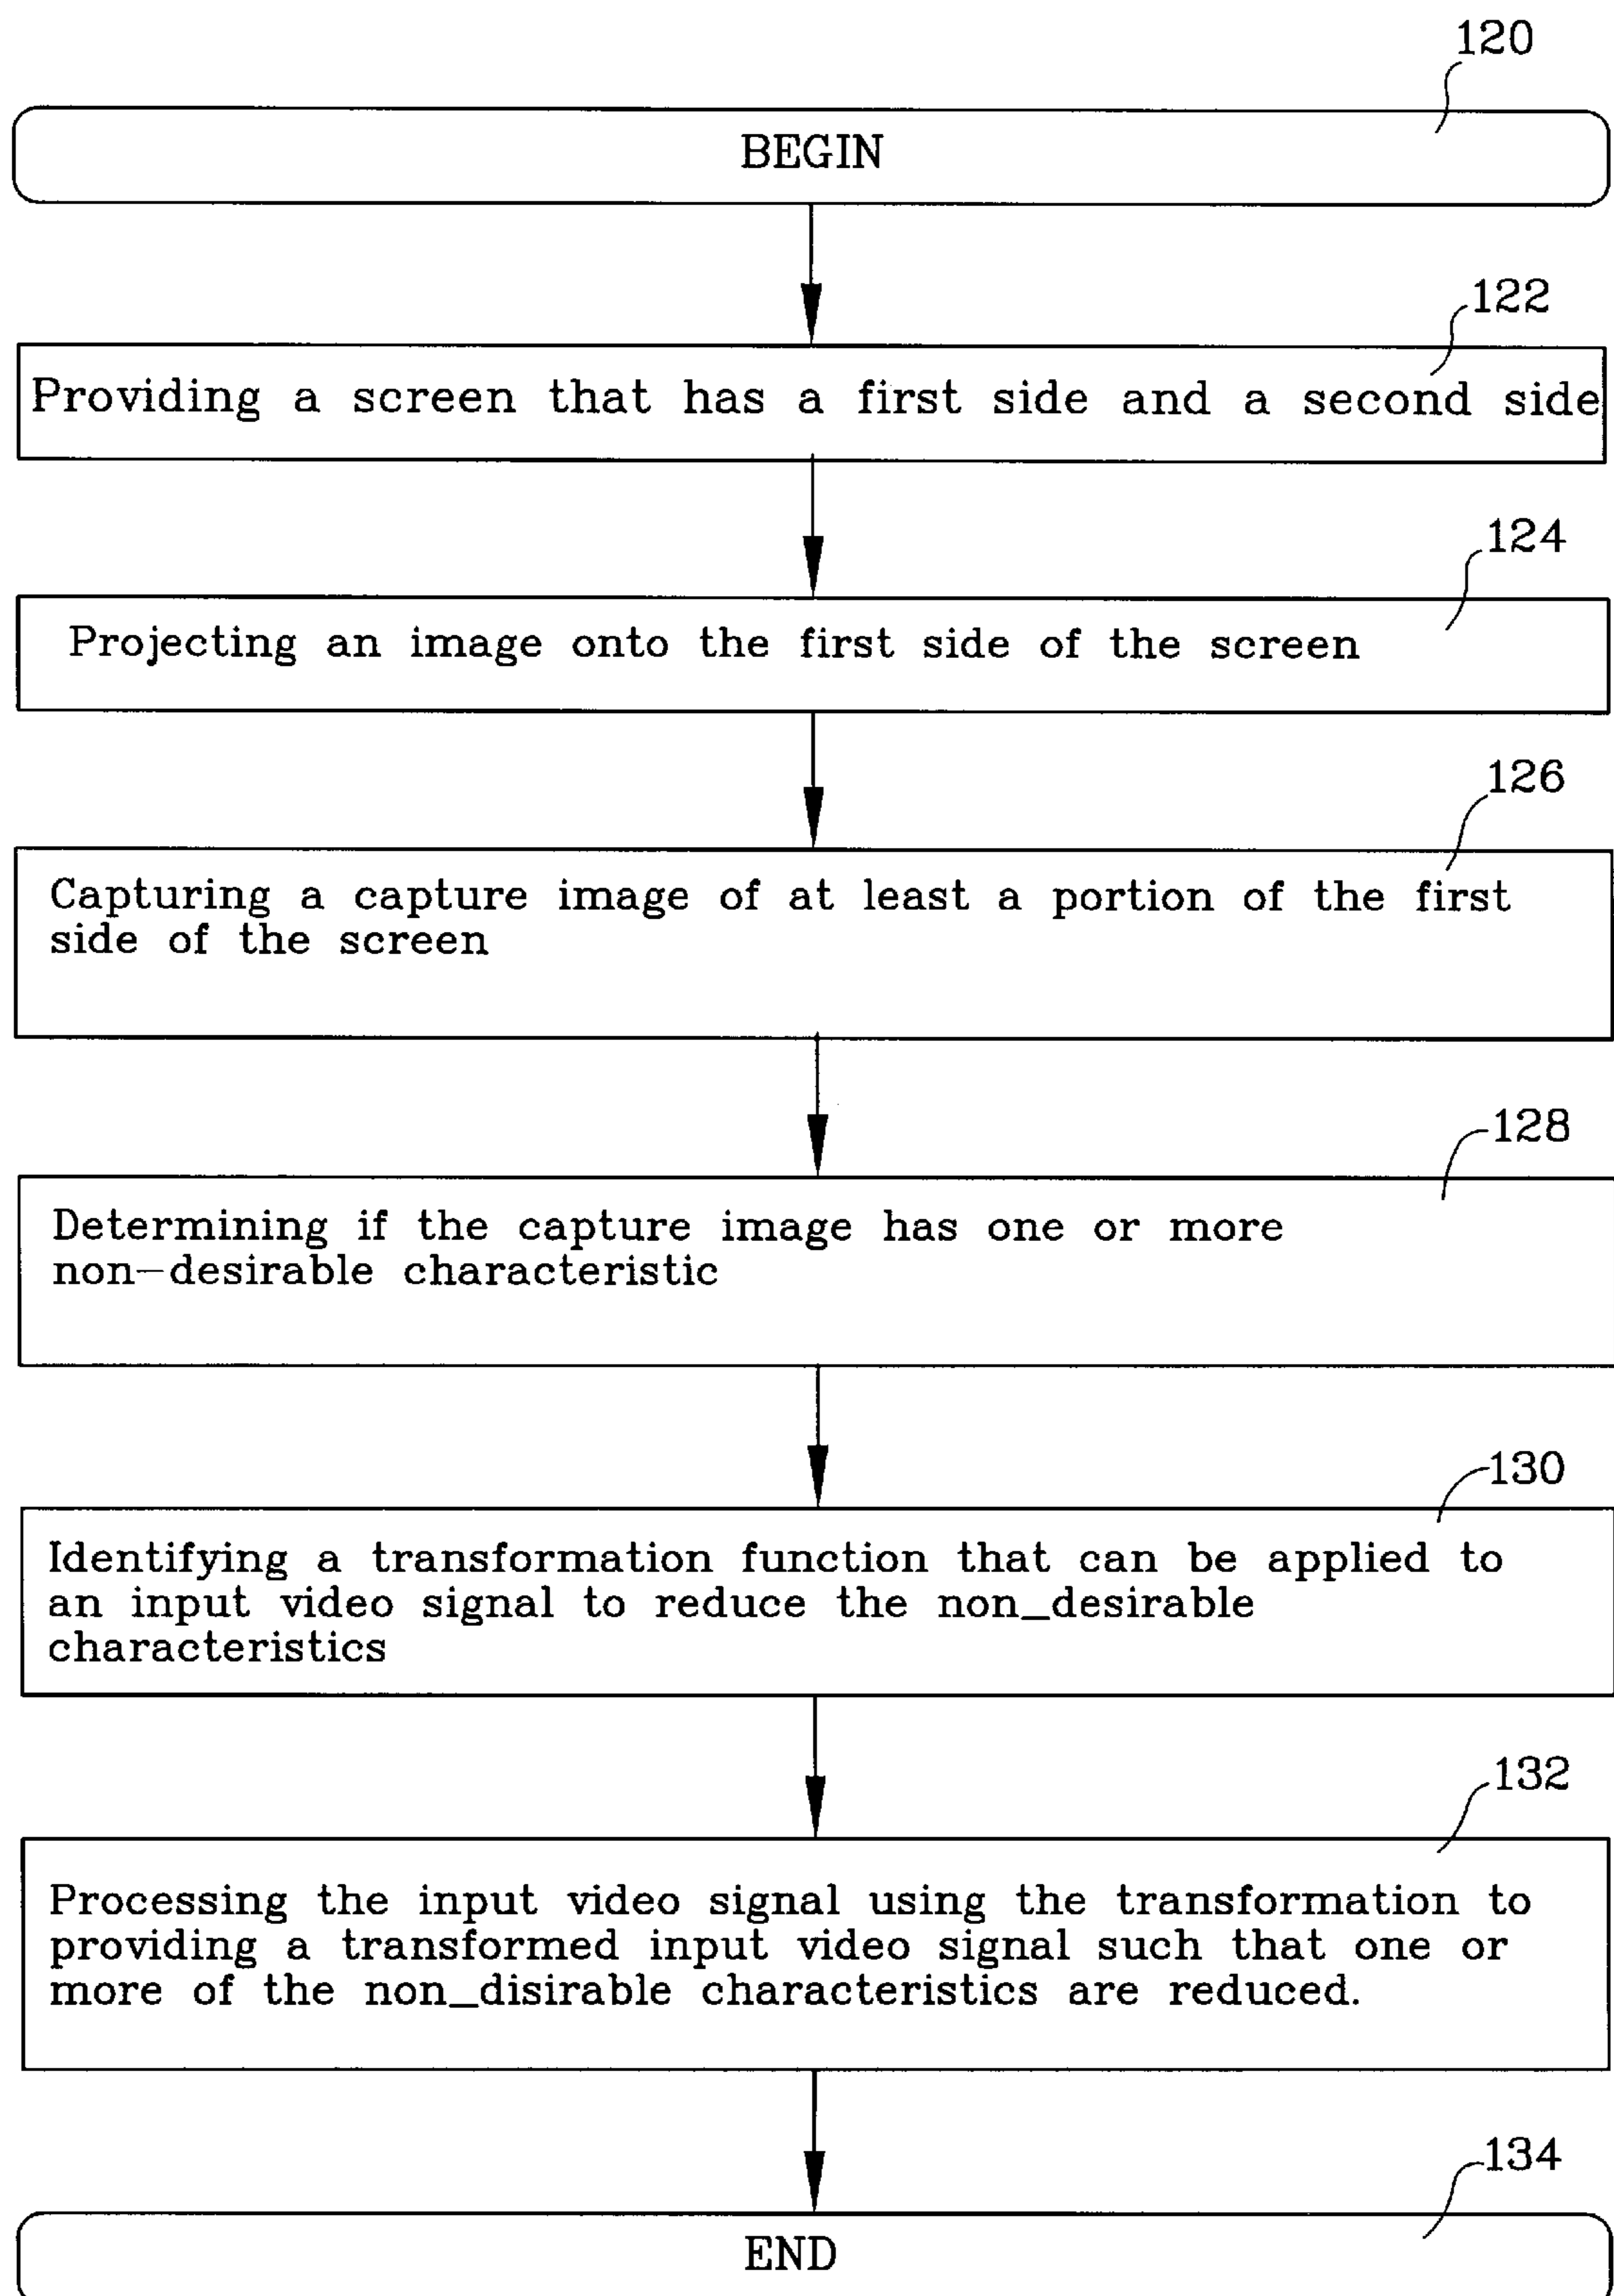 120
BEGIN
122
Providing a screen that has a first side and a second side
124
Projecting an image onto the first side of the screen
126
Capturing a capture image of at least a portion of the first
side of the screen
128
Determining if the capture image has one or more
non-desirable characteristic
130
Identifying a transformation function that can be applied to
an input video signal to reduce the non_desirable
characteristics
132
Processing the input video signal using the transformation to
providing a transformed input video signal such that one or
more of the non_disirable characteristics are reduced.
134
END